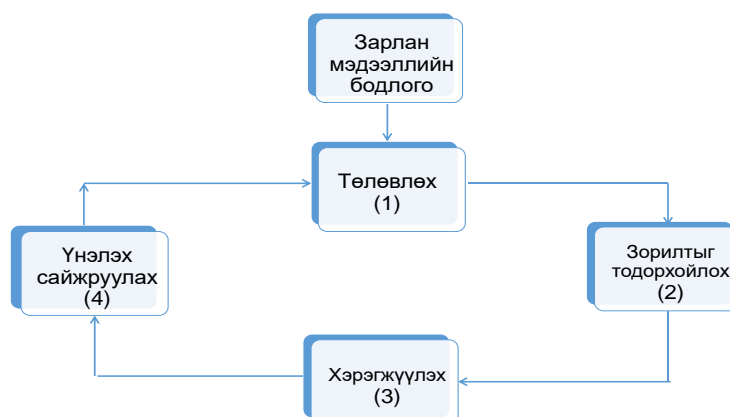 Зарлан
мэдээллийн
бодлого
Төлөвлөх
(1)
Зорилтыг
тодорхойлох
(2)
Хэрэгжүүлэх
(3)
Үнэлэх
сайжруулах
(4)